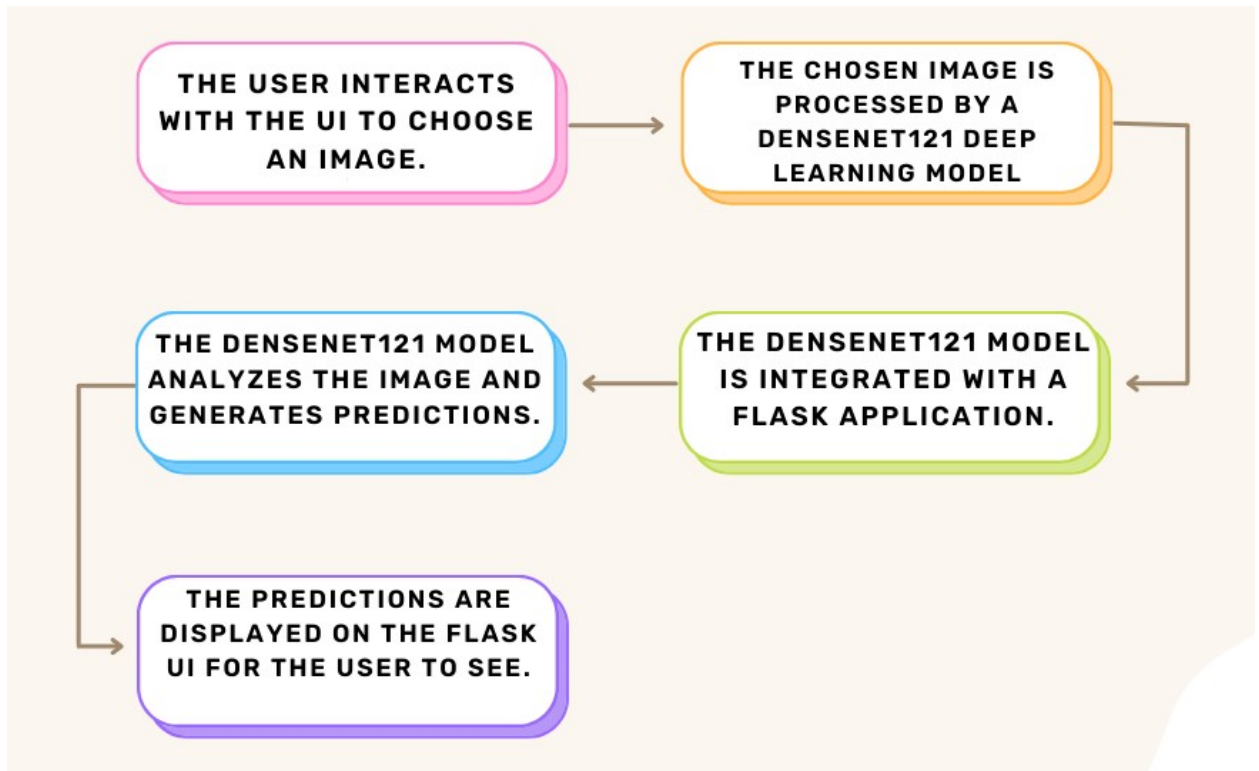 THE USER INTERACTS
WITH THE UI TO CHOOSE
AN IMAGE.
THE CHOSEN IMAGE IS
PROCESSED BY A
DENSENET121 DEEP
LEARNING MODEL
THE DENSENET121 MODEL
IS INTEGRATED WITH A
FLASK APPLICATION.
THE DENSENET121 MODEL
ANALYZES THE IMAGE AND
GENERATES PREDICTIONS.
THE PREDICTIONS ARE
DISPLAYED ON THE FLASK
UI FOR THE USER TO SEE.